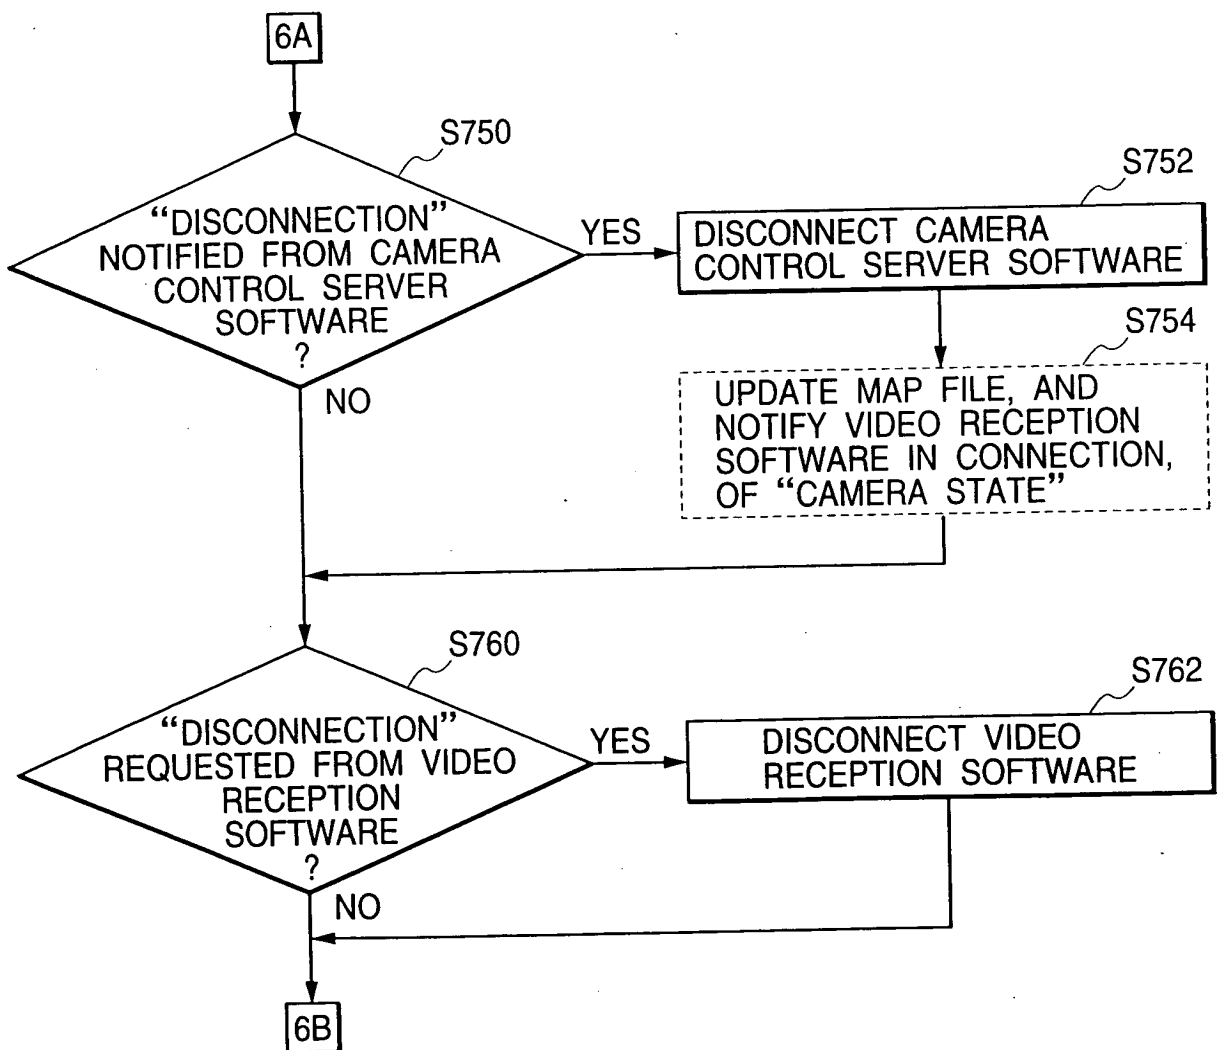 6A
S750
“DISCONNECTION”
NOTIFIED FROM CAMERA
CONTROL SERVER
SOFTWARE
?
YES
NO
S752
DISCONNECT CAMERA
CONTROL SERVER SOFTWARE
S754
UPDATE MAP FILE, AND
NOTIFY VIDEO RECEPTION
SOFTWARE IN CONNECTION,
OF “CAMERA STATE”
S760
“DISCONNECTION”
REQUESTED FROM VIDEO
RECEPTION
SOFTWARE
?
YES
NO
S762
DISCONNECT VIDEO
RECEPTION SOFTWARE
6B